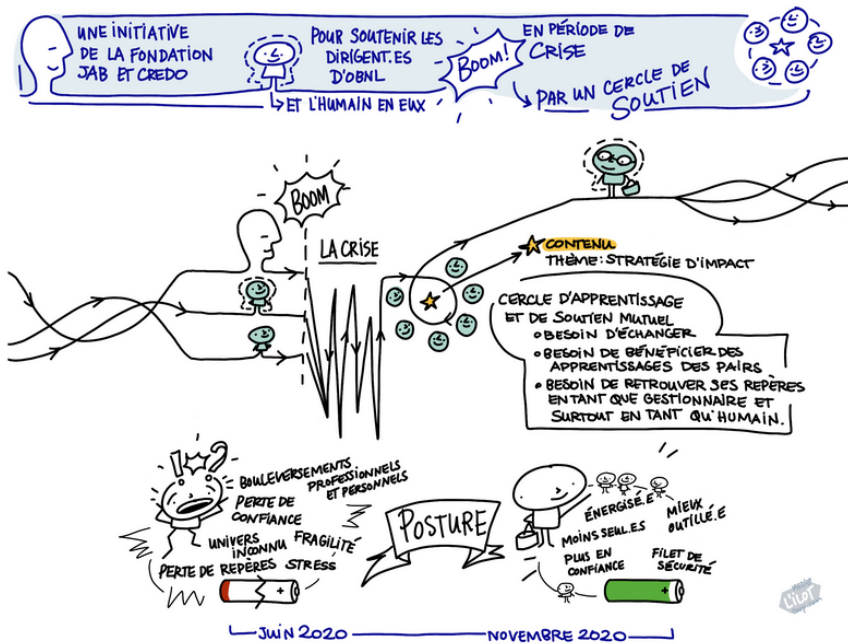 UNE INITIATIVE
DE LA FONDATION
JAB ET CREDO
POUR SOUTENIR LES
DIRIGENT.ES
D'OBNL
ET L'HUMAIN EN EUX
BOOM!
EN PÉRIODE DE
CRISE
PAR UN CERCLE DE
SOUTIEN
BOOM
LA CRISE
CONTENU
THÈME: STRATÉGIE D'IMPACT
CERCLE D'APPRENTISSAGE
ET DE SOUTIEN MUTUEL
• BESOIN D'ÉCHANGER
• BESOIN DE BÉNÉFICIER DES
APPRENTISSAGES DES PAIRS
• BESOIN DE RETROUVER SES REPÈRES
EN TANT QUE GESTIONNAIRE ET
SURTOUT EN TANT QU'HUMAIN.
!?
BOULEVERSEMENTS
PROFESSIONNELS
ET PERSONNELS
PERTE DE
CONFIANCE
UNIVERS
INCONNU
FRAGILITÉ
PERTE DE REPÈRES
STRESS
+
POSTURE
ÉNERGISÉ.E
MIEUX
OUTILLÉ.E
MOINS SEUL.ES
PLUS EN
CONFIANCE
FILET DE
SÉCURITÉ
+
JUIN 2020
NOVEMBRE 2020
L'ILOT